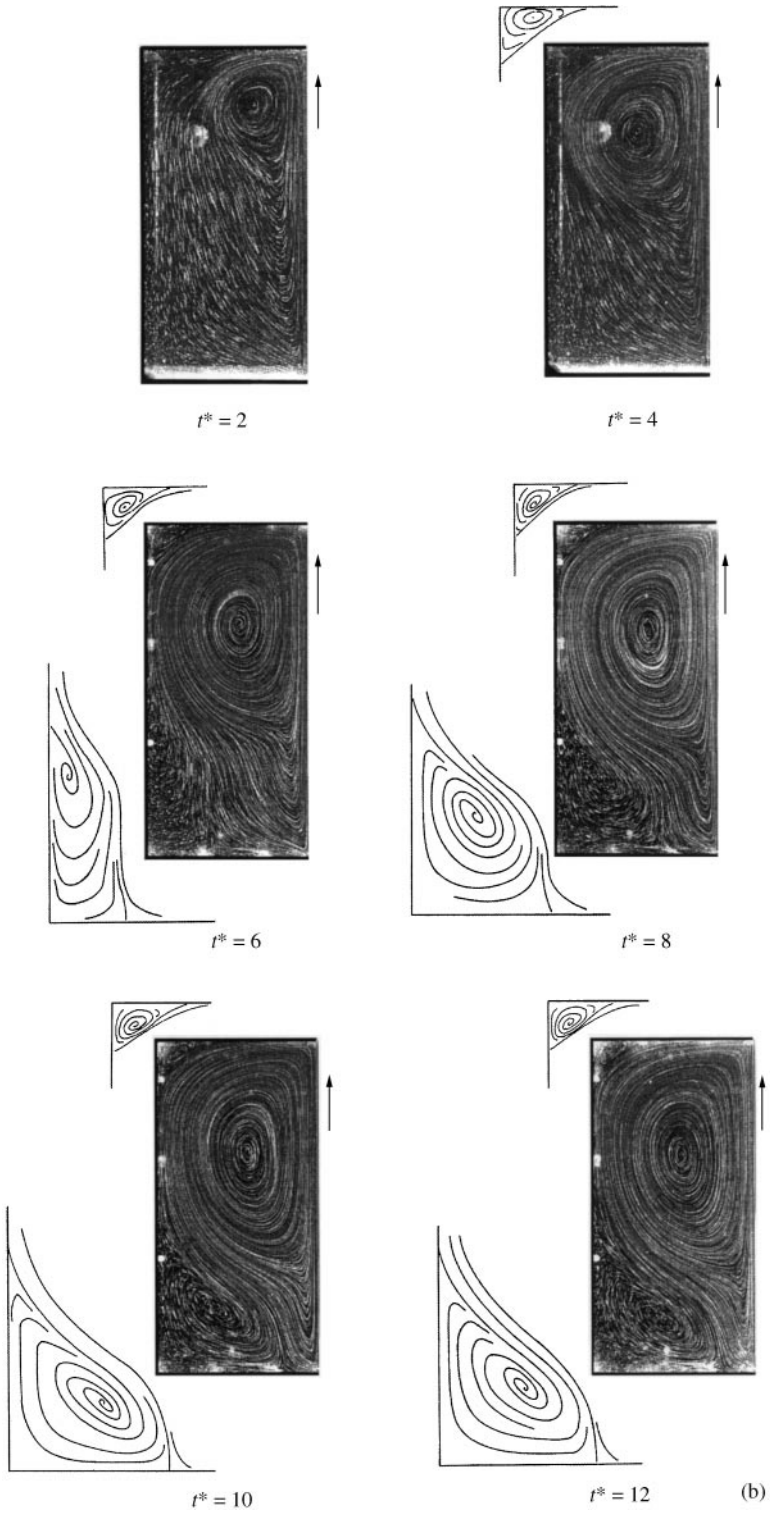 t* = 2
t* = 4
t* = 6
t* = 8
t* = 10
t* = 12
(b)